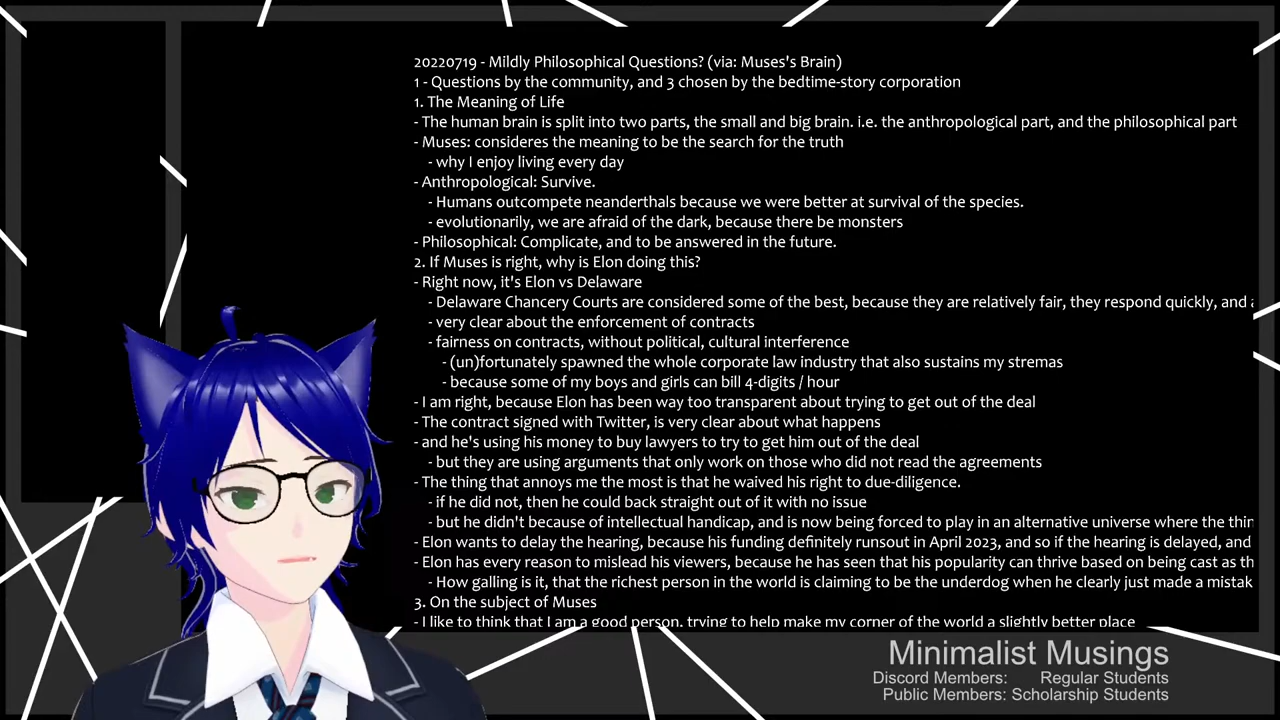 20220719 - Mildly Philosophical Questions? (via: Muses's Brain)
1 - Questions by the community, and 3 chosen by the bedtime-story corporation
1. The Meaning of Life
- The human brain is split into two parts, the small and big brain. i.e. the anthropological part, and the philosophical part
- Muses: consideres the meaning to be the search for the truth
- why I enjoy living every day
- Anthropological: Survive.
- Humans outcompete neanderthals because we were better at survival of the species.
- evolutionarily, we are afraid of the dark, because there be monsters
- Philosophical: Complicate, and to be answered in the future.
2. If Muses is right, why is Elon doing this?
- Right now, it's Elon vs Delaware
- Delaware Chancery Courts are considered some of the best, because they are relatively fair, they respond quickly, and
- very clear about the enforcement of contracts
- fairness on contracts, without political, cultural interference
- (un)fortunately spawned the whole corporate law industry that also sustains my stremas
- because some of my boys and girls can bill 4-digits / hour
- I am right, because Elon has been way too transparent about trying to get out of the deal
- The contract signed with Twitter, is very clear about what happens
- and he's using his money to buy lawyers to try to get him out of the deal
- but they are using arguments that only work on those who did not read the agreements
- The thing that annoys me the most is that he waived his right to due-diligence.
- if he did not, then he could back straight out of it with no issue
- but he didn't because of intellectual handicap, and is now being forced to play in an alternative universe where the
- Elon wants to delay the hearing, because his funding definitely runsout in April 2023, and so if the hearing is delayed, and
- Elon has every reason to mislead his viewers, because he has seen that his popularity can thrive based on being cast as
- How galling is it, that the richest person in the world is claiming to be the underdog when he clearly just made a
3. On the subject of Muses
- I like to think that I am a good person, trying to help make my corner of the world a slightly better place
Minimalist Musings
Discord Members: Regular Students
Public Members: Scholarship Students